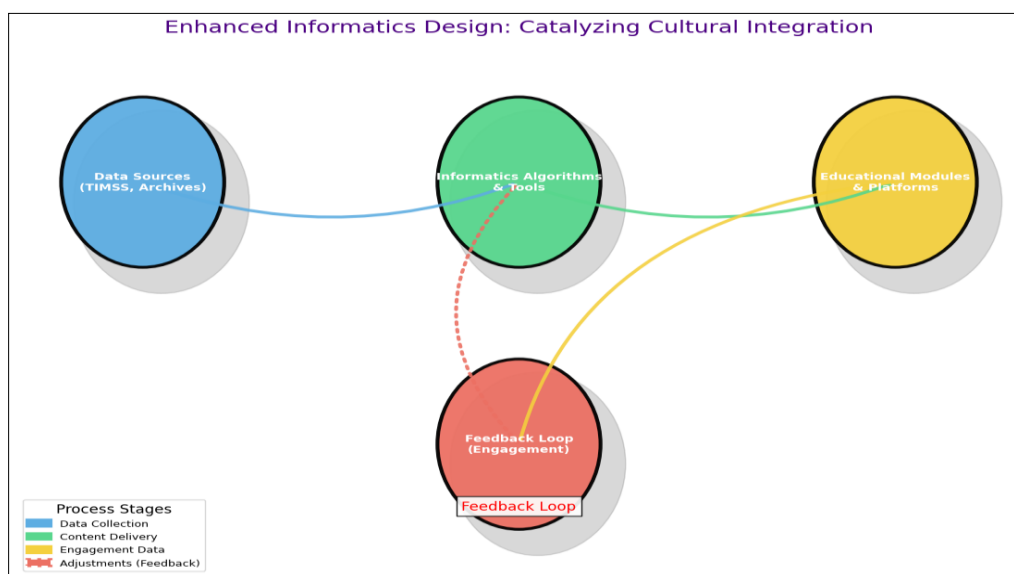 Enhanced Informatics Design: Catalyzing Cultural Integration
Data Sources
(TIMSS, Archives)
Informatics Algorithms
& Tools
Educational Modules
& Platforms
Feedback Loop
(Engagement)
Feedback Loop
Process Stages
Data Collection
Content Delivery
Engagement Data
Adjustments (Feedback)